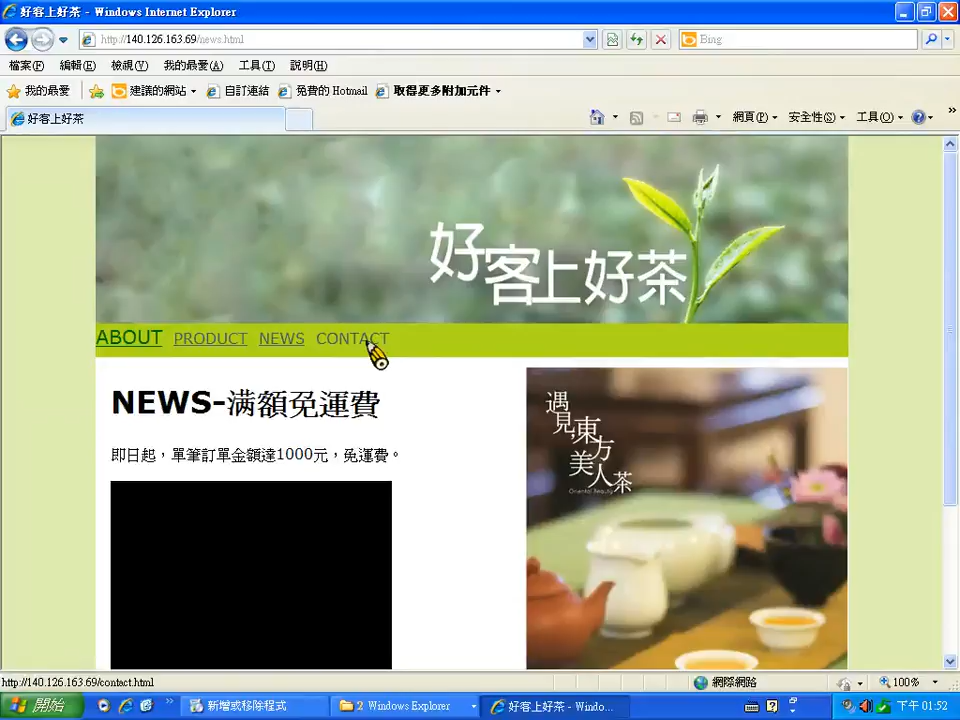 好客上好茶 - Windows Internet Explorer
http://140.126.163.69/news.html
Bing
檔案(F) 編輯(E) 檢視(V) 我的最愛(A) 工具(T) 說明(H)
我的最愛 建議的網站 自訂連結 免費的 Hotmail 取得更多附加元件
好客上好茶
網頁(P) 安全性(S) 工具(O)
好客上好茶
ABOUT PRODUCT NEWS CONTACT
NEWS-满額免運費
即日起，單筆訂單金額達1000元，免運費。
遇見，東方美人茶
Oriental Beauty
http://140.126.163.69/contact.html
網際網路
100%
開始
新增或移除程式
2 Windows Explorer
好客上好茶 - Windo...
下午 01:52